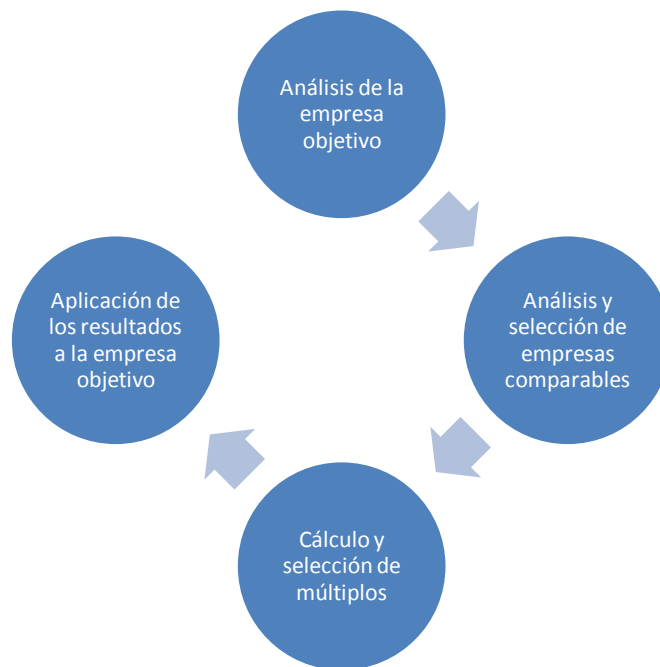 Análisis de la
empresa
objetivo
Análisis y
selección de
empresas
comparables
Cálculo y
selección de
múltiplos
Aplicación de
los resultados
a la empresa
objetivo